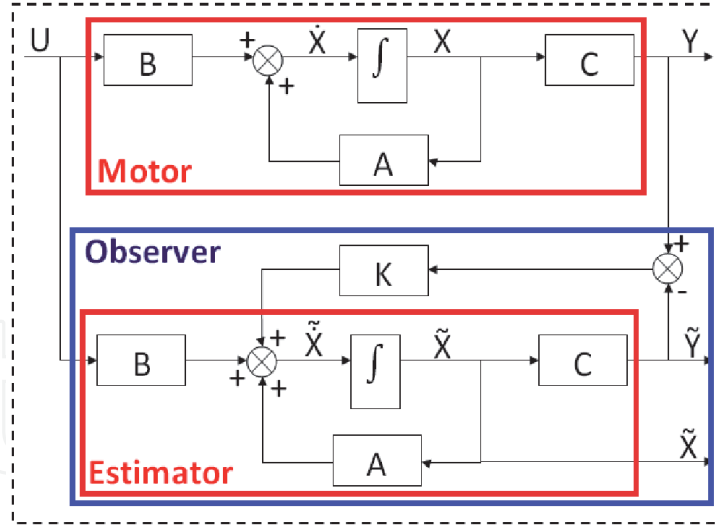 U
B
+
+
Ẋ
∫
X
C
Y
A
Motor
Observer
K
+
-
B
+
+
+
X̃̇
∫
X̃
C
Ỹ
A
X̃
Estimator